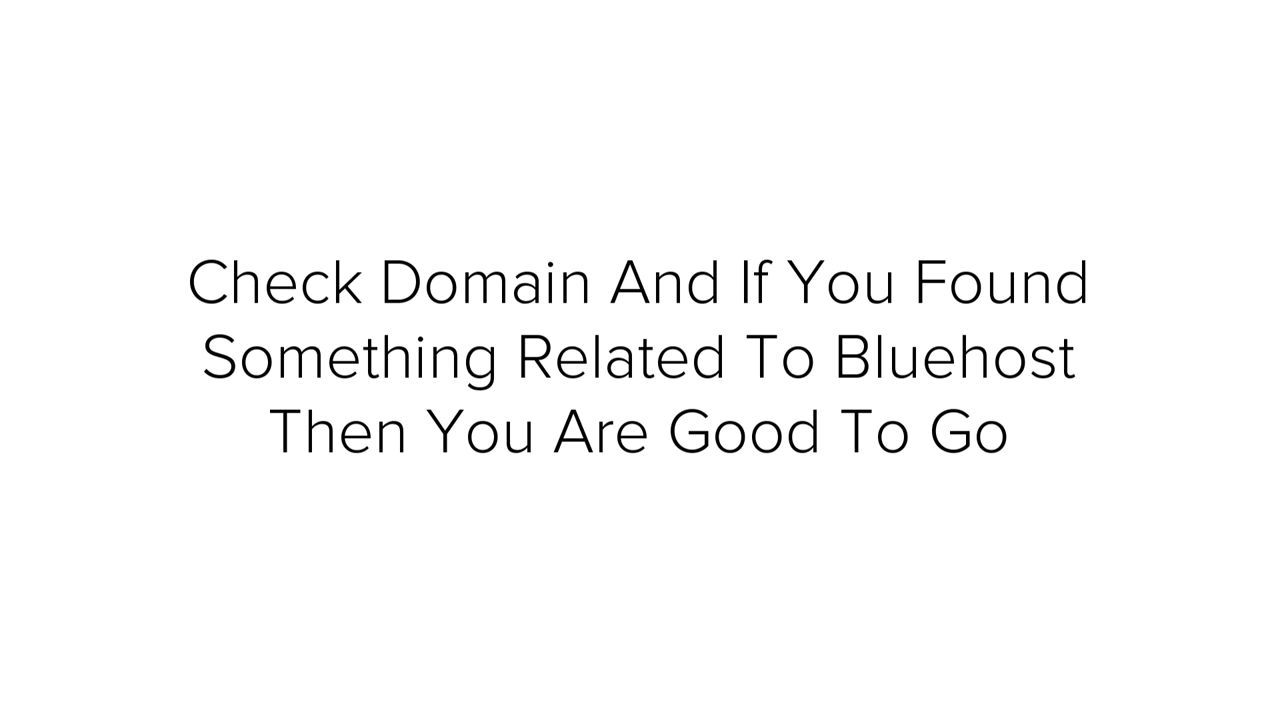 Check Domain And If You Found
Something Related To Bluehost
Then You Are Good To Go